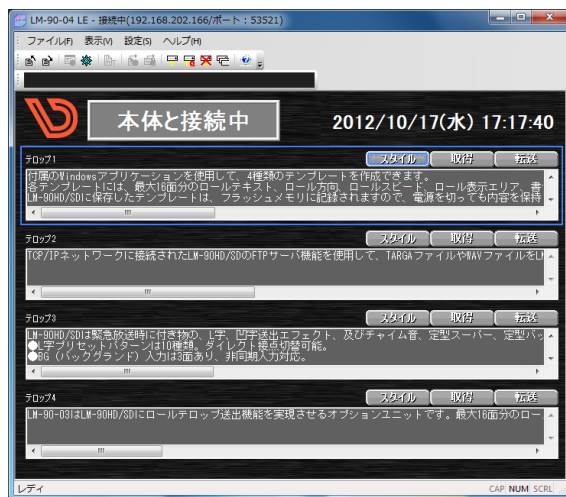 LM-90-04 LE - 接続中(192.168.202.166/ポート : 53521)
ファイル(F) 表示(V) 設定(S) ヘルプ(H)
本体と接続中 2012/10/17(水) 17:17:40
テロップ1 スタイル 取得 転送
付属のWindowsアプリケーションを使用して、4種類のテンプレートを作成できます。
各テンプレートには、最大16面分のロールテキスト、ロール方向、ロールスピード、ロール表示エリア、書
LM-90HD/SDIに保存したテンプレートは、フラッシュメモリに記録されますので、電源を切っても内容を保持
テロップ2 スタイル 取得 転送
TCP/IPネットワークに接続されたLM-90HD/SDのFTPサーバ機能を使用して、TARGAファイルやWAVファイルを
テロップ3 スタイル 取得 転送
LM-90HD/SDIは緊急放送時に付き物の、L字、凹字送出エフェクト、及びチャイム音、定型スーパー、定型バッ
●L字プリセットパターンは10種類。ダイレクト接点切替可能。
●BG（バックグランド）入力は3面あり、非同期入力対応。
テロップ4 スタイル 取得 転送
LM-90-03はLM-90HD/SDIにロールテロップ送出機能を実現させるオプションユニットです。最大16面分のロー
レディ CAP NUM SCRL